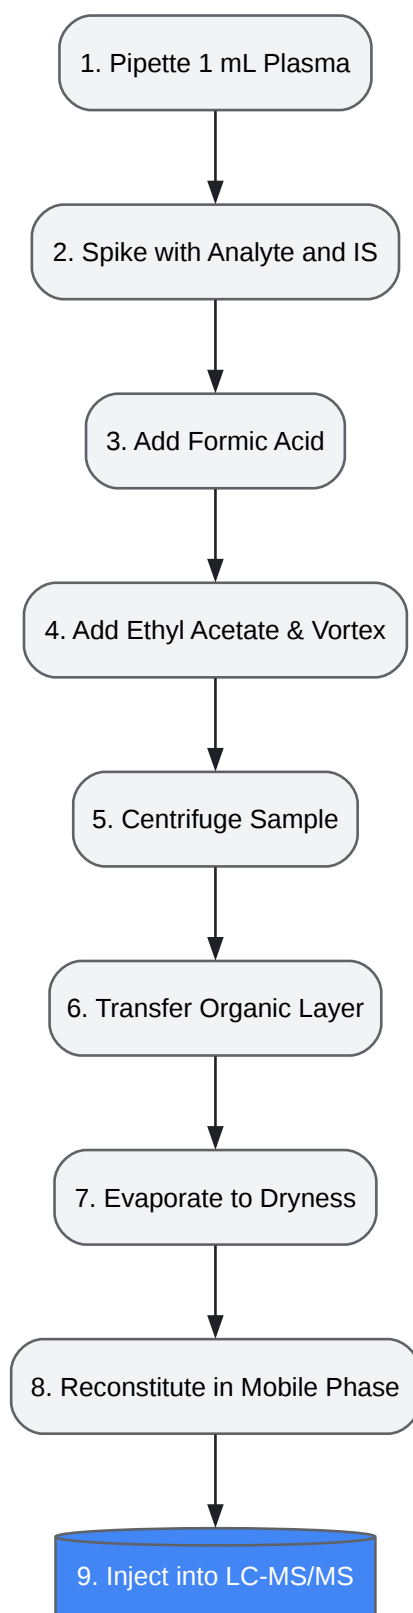 1. Pipette 1 mL Plasma
2. Spike with Analyte and IS
3. Add Formic Acid
4. Add Ethyl Acetate & Vortex
5. Centrifuge Sample
6. Transfer Organic Layer
7. Evaporate to Dryness
8. Reconstitute in Mobile Phase
9. Inject into LC-MS/MS